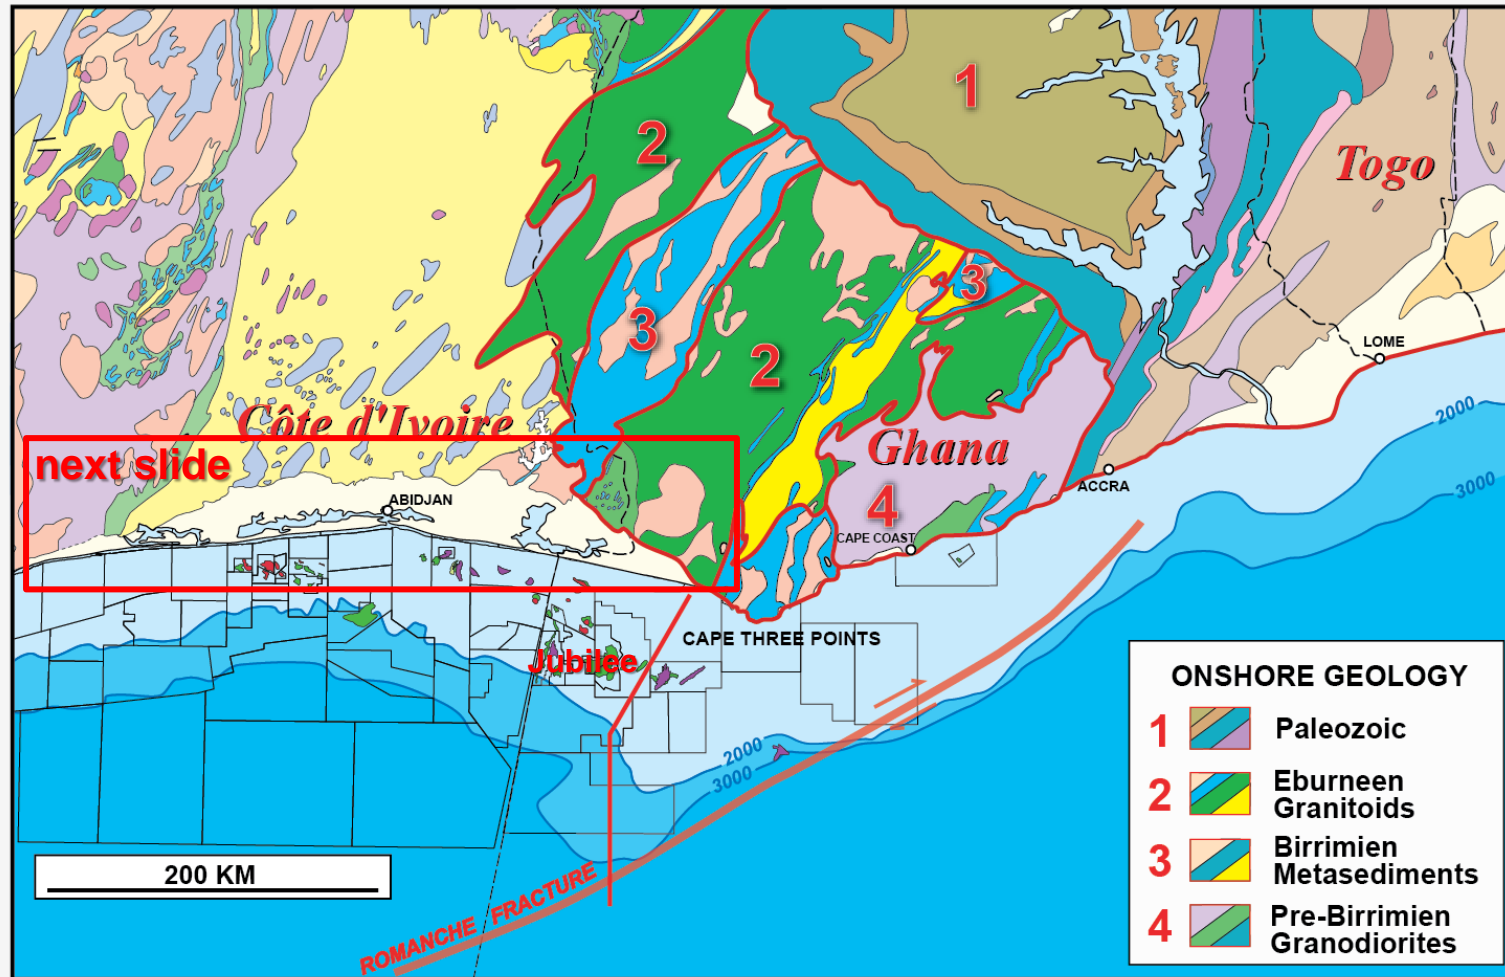 1
2
Togo
3
3
2
LOME
2000
Côte d'Ivoire
Ghana
next slide
3000
ACCRA
ABIDJAN
4
CAPE COAST
CAPE THREE POINTS
Jubilee
2000
3000
ROMANCHE FRACTURE
200 KM
ONSHORE GEOLOGY
1 Paleozoic
2 Eburneen
Granitoids
3 Birrimien
Metasediments
4 Pre-Birrimien
Granodiorites